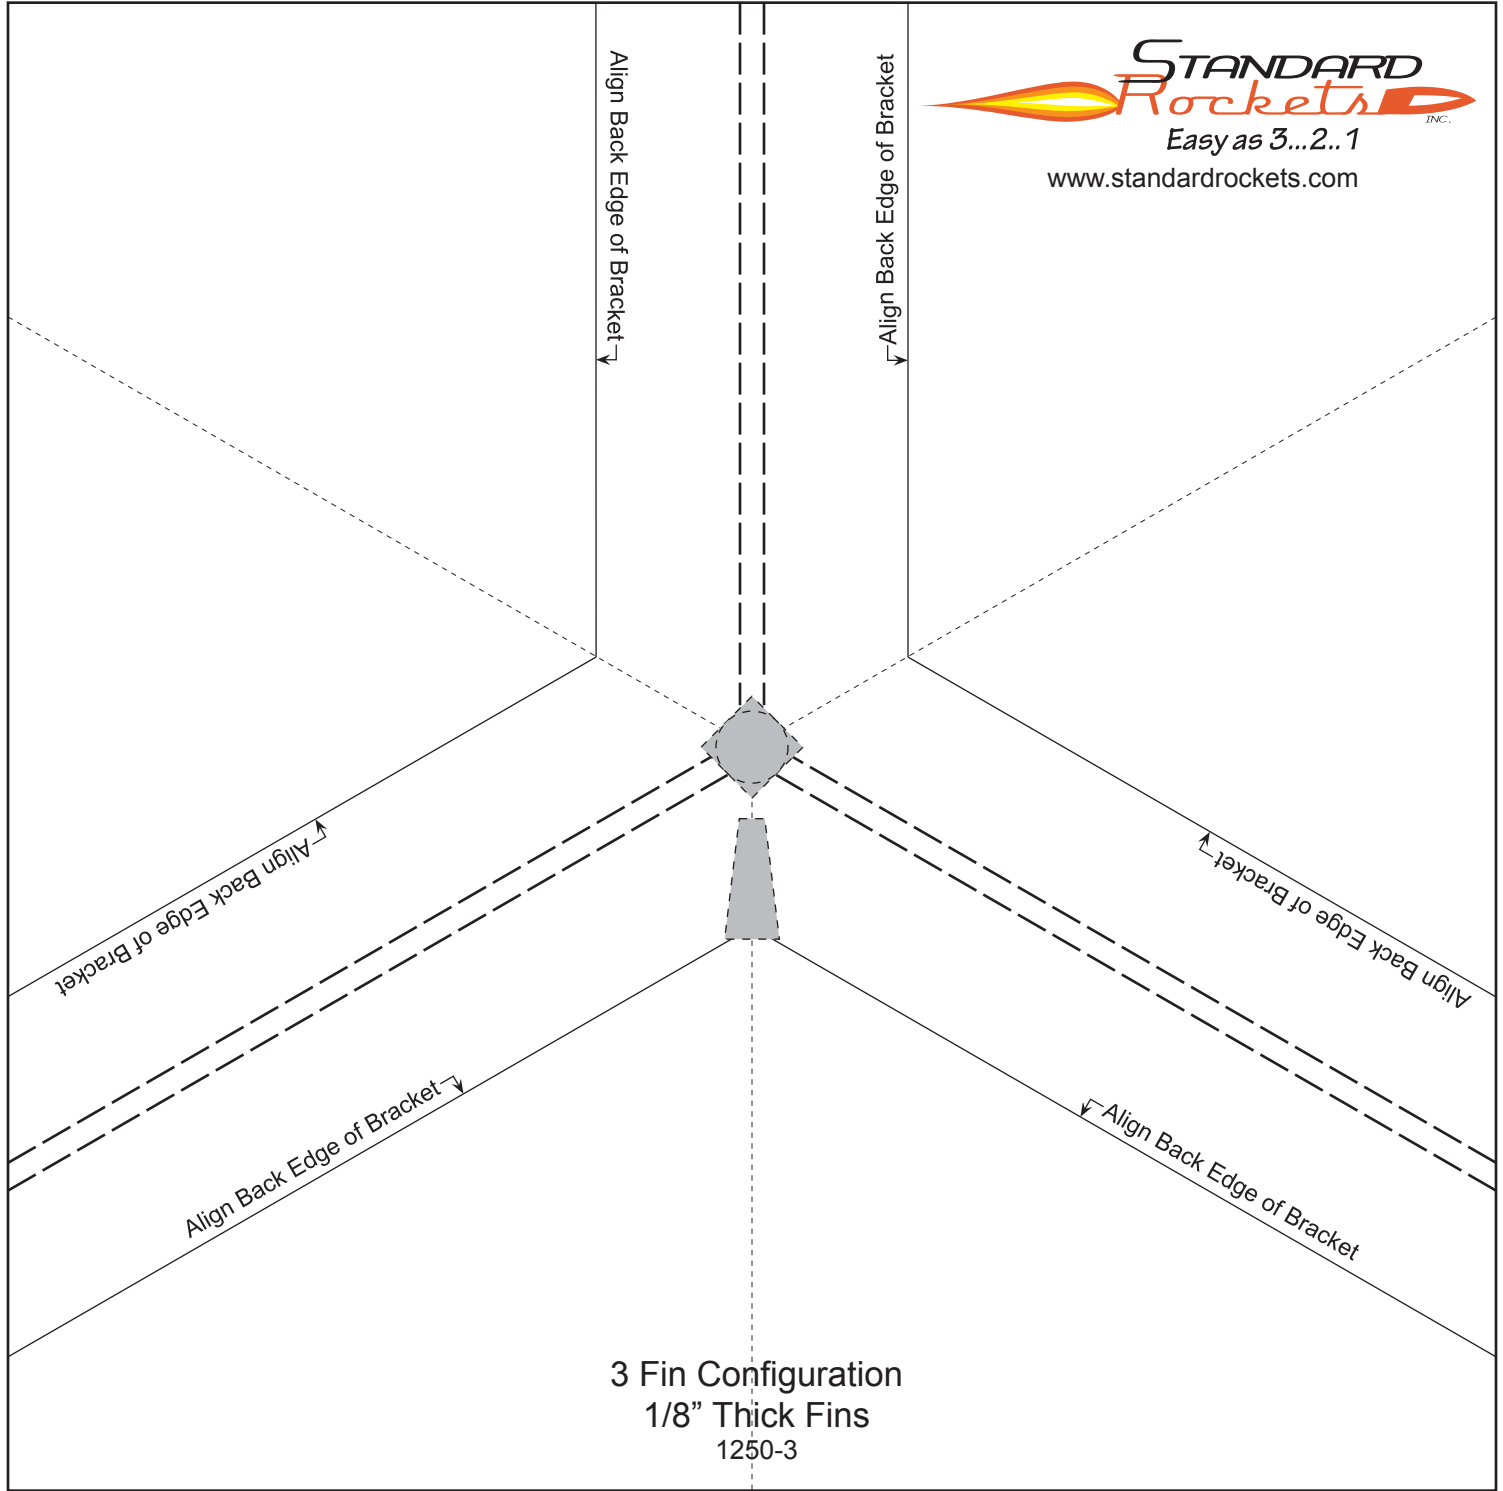 STANDARD
Rockets
INC.
Easy as 3...2..1
www.standardrockets.com
Align Back Edge of Bracket
Align Back Edge of Bracket
Align Back Edge of Bracket
Align Back Edge of Bracket
Align Back Edge of Bracket
Align Back Edge of Bracket
3 Fin Configuration
1/8” Thick Fins
1250-3